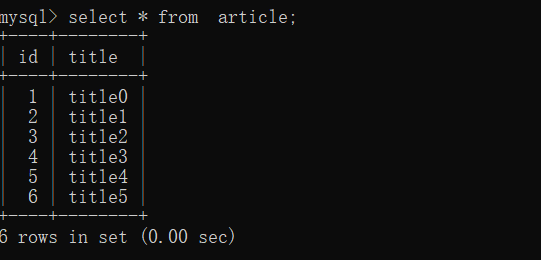 mysql> select * from  article;
+----+--------+
| id | title  |
+----+--------+
|  1 | title0 |
|  2 | title1 |
|  3 | title2 |
|  4 | title3 |
|  5 | title4 |
|  6 | title5 |
+----+--------+
6 rows in set (0.00 sec)